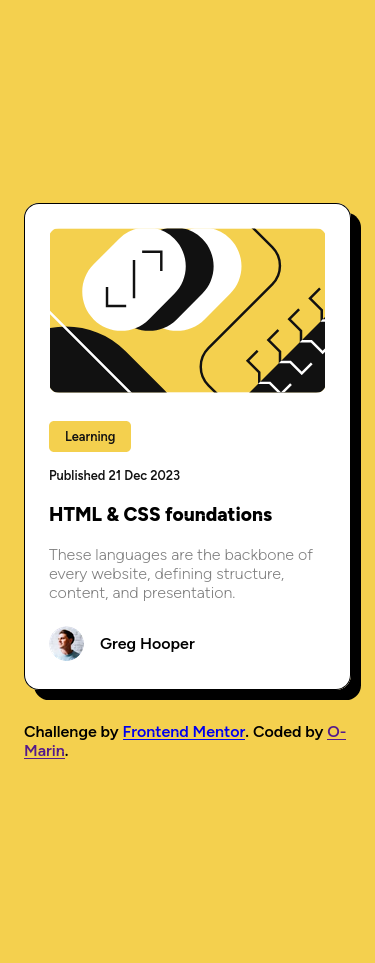 Learning
Published 21 Dec 2023
HTML & CSS foundations
These languages are the backbone of
every website, defining structure,
content, and presentation.
Greg Hooper
Challenge by Frontend Mentor. Coded by O-
Marin.